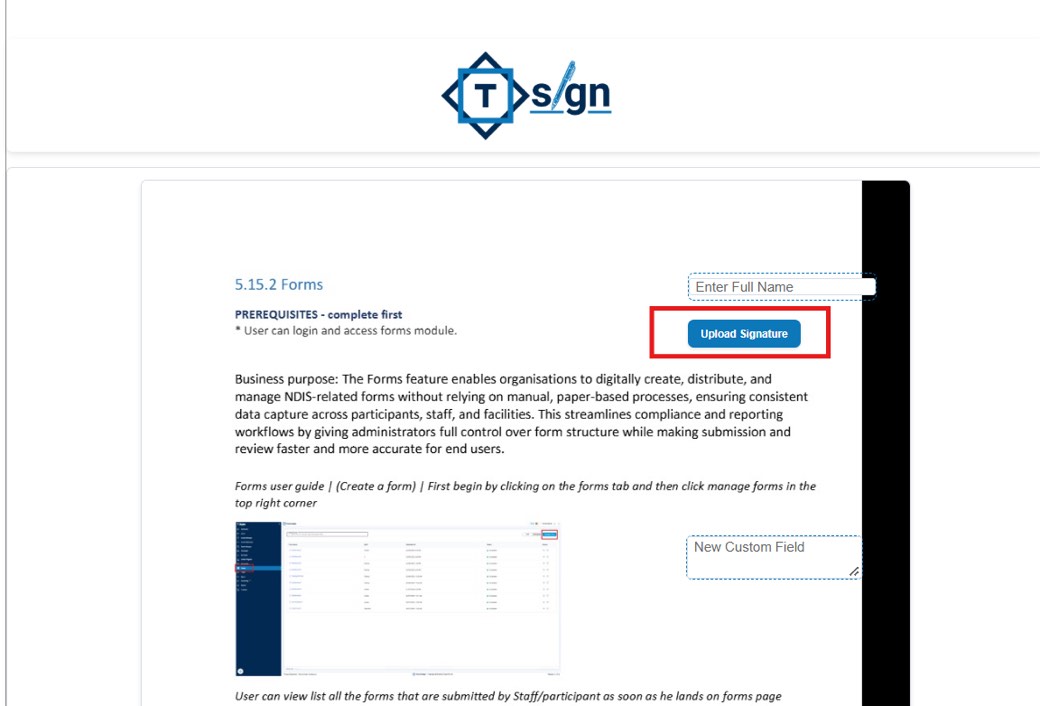 T sign
5.15.2 Forms
Enter Full Name
PREREQUISITES - complete first
* User can login and access forms module.
Upload Signature
Business purpose: The Forms feature enables organisations to digitally create, distribute, and
manage NDIS-related forms without relying on manual, paper-based processes, ensuring consistent
data capture across participants, staff, and facilities. This streamlines compliance and reporting
workflows by giving administrators full control over form structure while making submission and
review faster and more accurate for end users.
Forms user guide | (Create a form) | First begin by clicking on the forms tab and then click manage forms in the
top right corner
New Custom Field
User can view list all the forms that are submitted by Staff/participant as soon as he lands on forms page